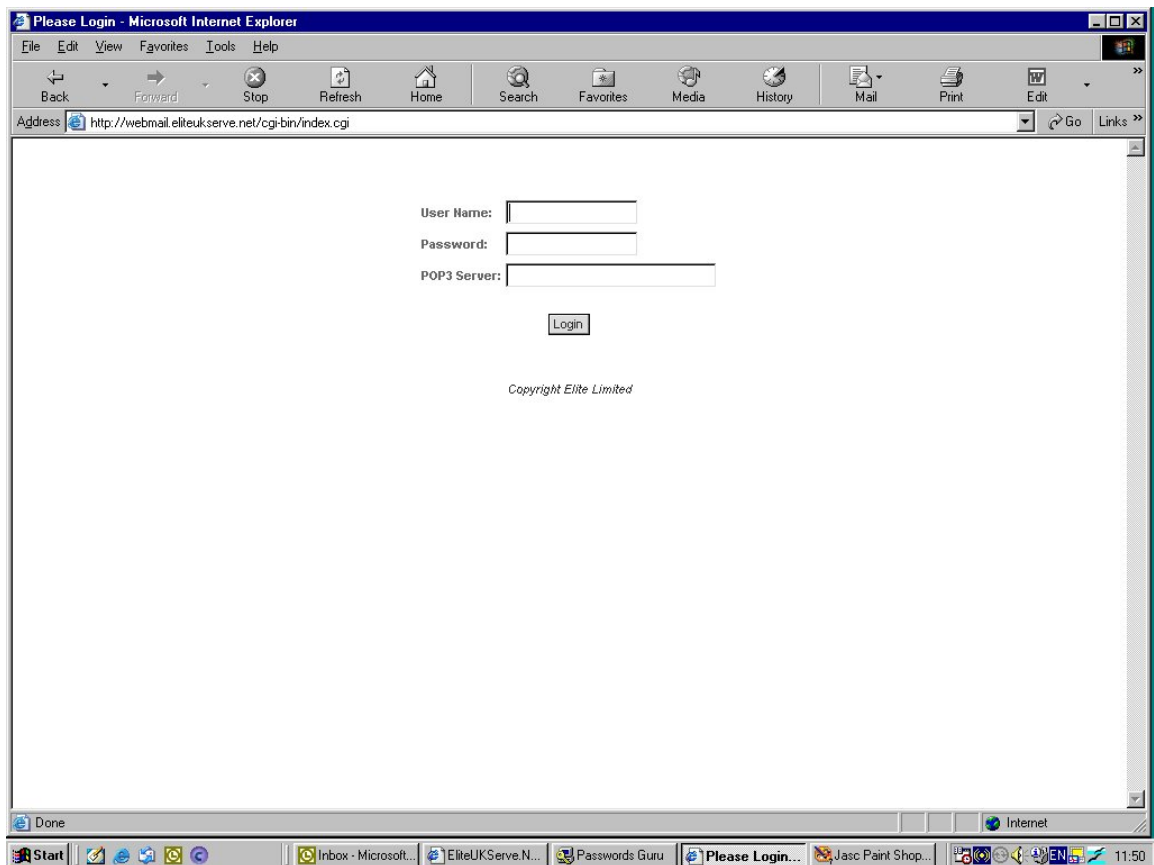 Please Login - Microsoft Internet Explorer
File Edit View Favorites Tools Help
Back Forward Stop Refresh Home Search Favorites Media History Mail Print Edit »
Address http://webmail.eliteukserve.net/cgi-bin/index.cgi Go Links »
User Name:
Password:
POP3 Server:
Login
Copyright Elite Limited
Done Internet
Start Inbox - Microsoft... EliteUKServe.N... Passwords Guru Please Login... Jasc Paint Shop... EN 11:50